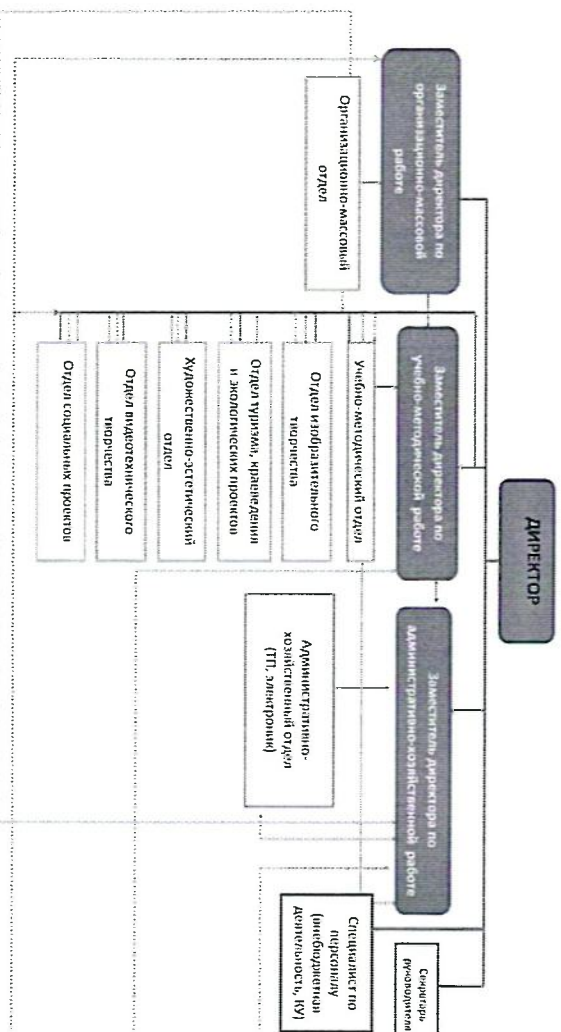 ДИРЕКТОР
Заместитель директора по
организационно-массовой
работе
Заместитель директора по
учебно-методической работе
Заместитель директора по
административно-хозяйственной работе
Секретарь
руководителя
Организационно-массовый
отдел
Учебно-методический отдел
Отдел изобразительного
творчества
Отдел туризма, краеведения
и экологических проектов
Художественно-эстетический
отдел
Отдел видеотехнического
творчества
Отдел социальных проектов
Административно-
хозяйственный отдел
(ТП, электроник)
Специалист по
персоналу
(внебюджетная
деятельность, КУ)